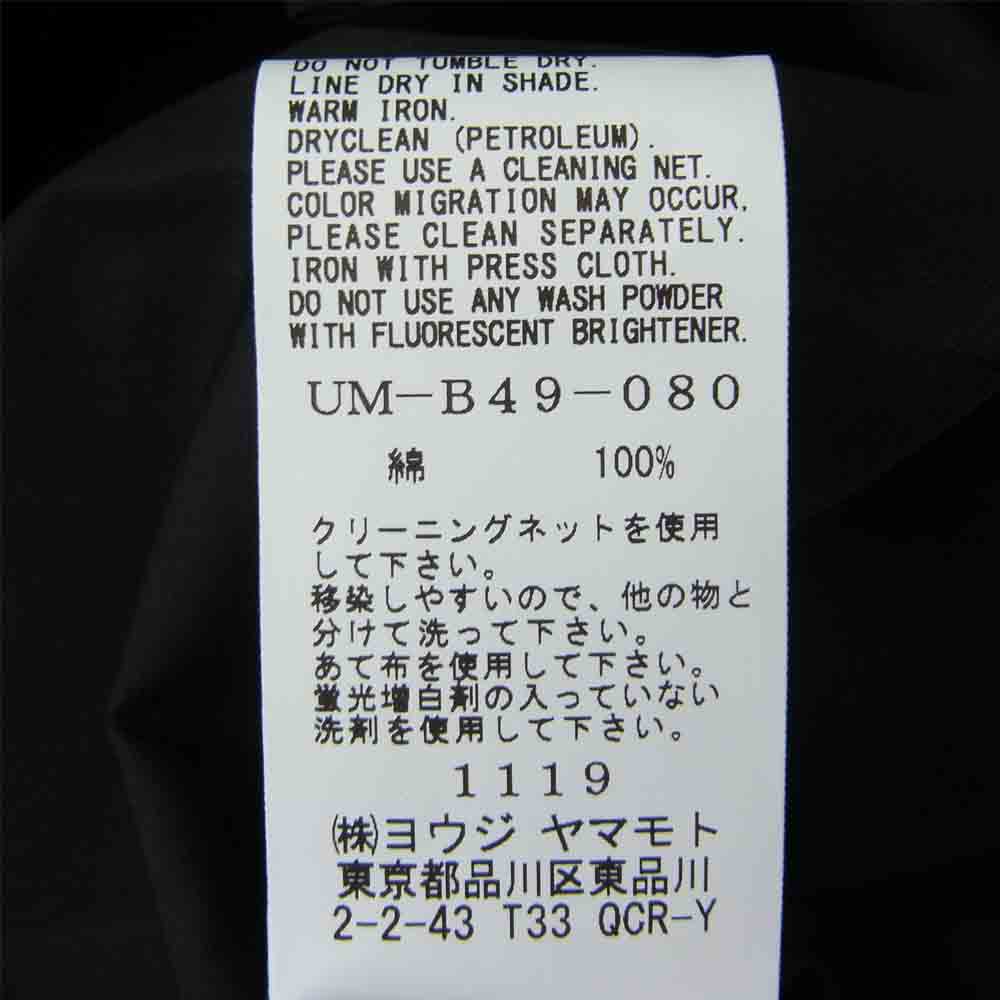 DO NOT TUMBLE DRY.
LINE DRY IN SHADE.
WARM IRON.
DRYCLEAN (PETROLEUM).
PLEASE USE A CLEANING NET.
COLOR MIGRATION MAY OCCUR,
PLEASE CLEAN SEPARATELY.
IRON WITH PRESS CLOTH.
DO NOT USE ANY WASH POWDER
WITH FLUORESCENT BRIGHTENER.
UM-B49-080
綿 100%
クリーニングネットを使用
して下さい。
移染しやすいので、他の物と
分けて洗って下さい。
あて布を使用して下さい。
蛍光増白剤の入っていない
洗剤を使用して下さい。
1119
㈱ヨウジ ヤマモト
東京都品川区東品川
2-2-43 T33 QCR-Y